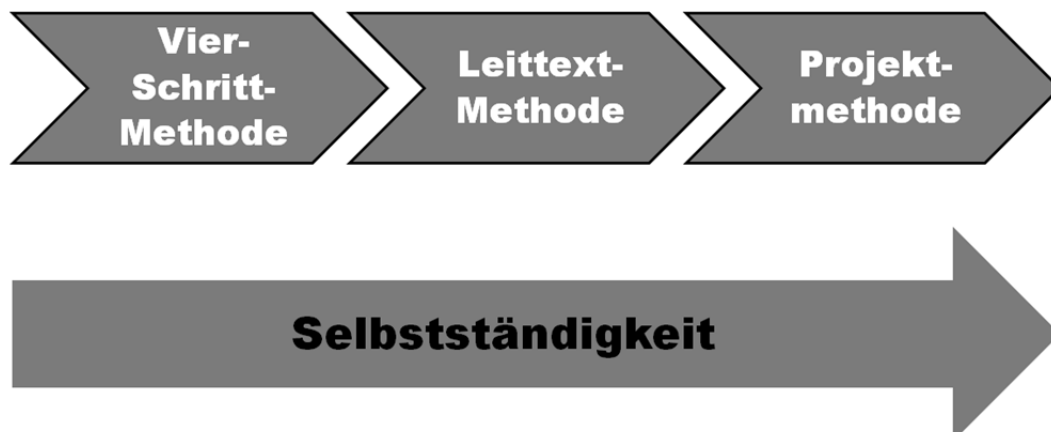 Vier-
Schritt-
Methode
Leittext-
Methode
Projekt-
methode
Selbstständigkeit